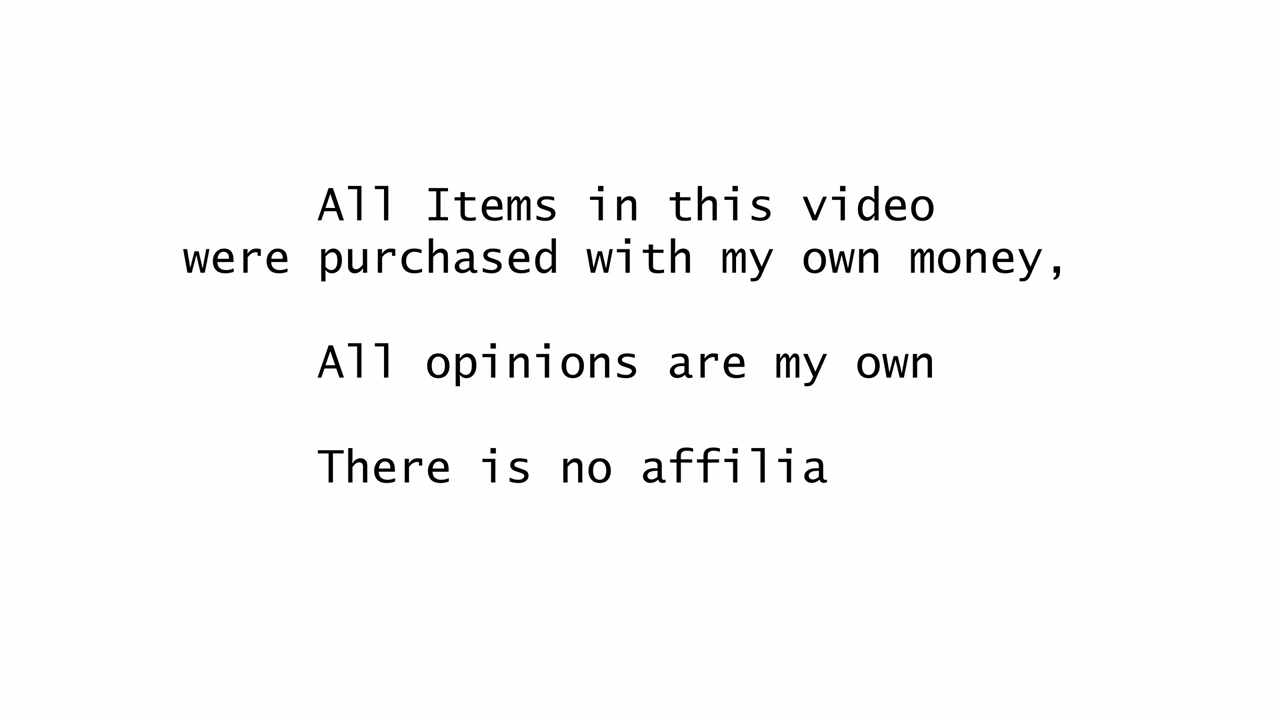 All Items in this video
were purchased with my own money,
All opinions are my own
There is no affilia